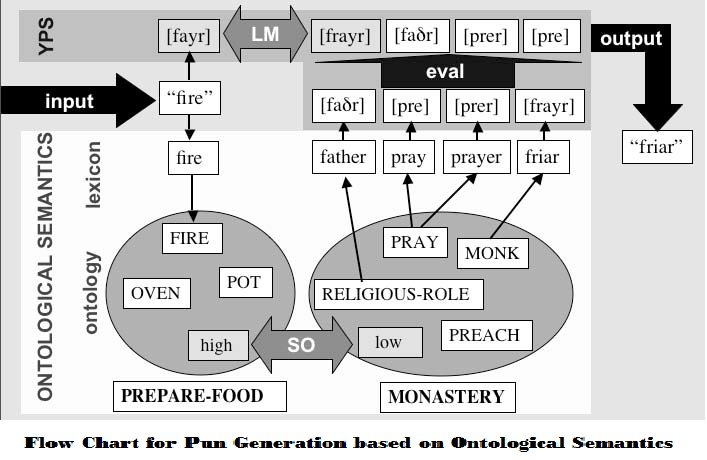 YPS
[fayr]
LM
[frayr]
[faðr]
[prer]
[pre]
output
eval
input
“fire”
[faðr]
[pre]
[prer]
[frayr]
“friar”
ONTOLOGICAL SEMANTICS
lexicon
fire
father
pray
prayer
friar
ontology
FIRE
OVEN
POT
high
SO
PRAY
MONK
RELIGIOUS-ROLE
low
PREACH
PREPARE-FOOD
MONASTERY
Flow Chart for Pun Generation based on Ontological Semantics